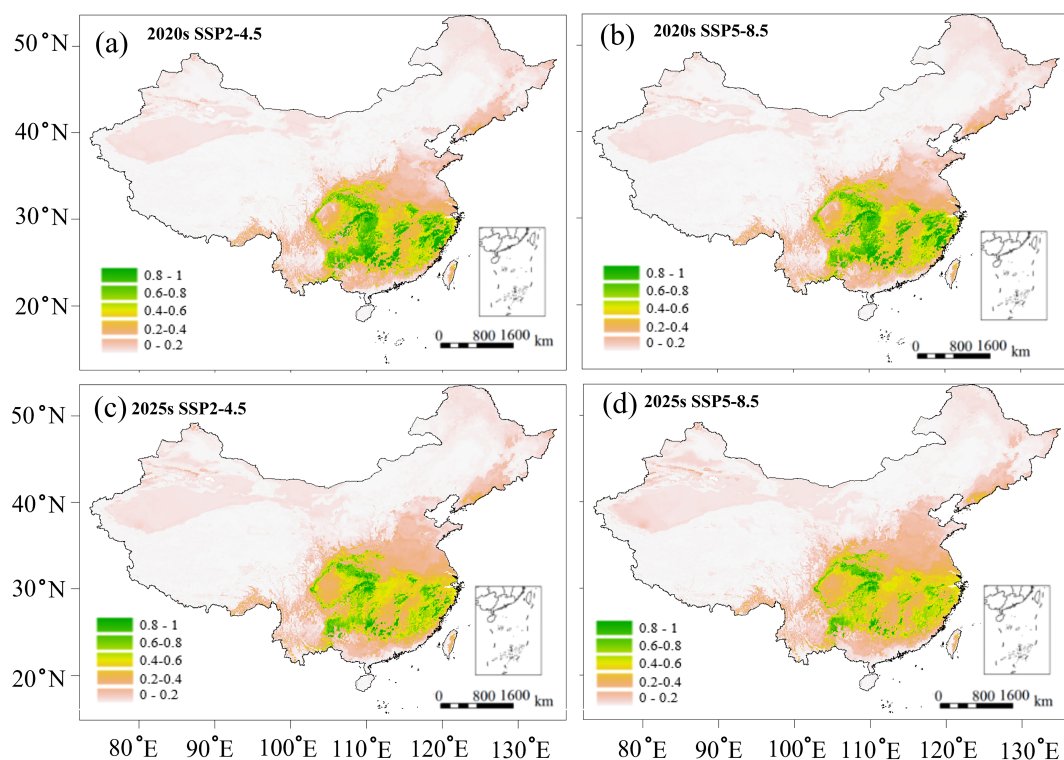 50°N
40°N
30°N
20°N
(a) 2020s SSP2-4.5
0.8 - 1
0.6-0.8
0.4-0.6
0.2-0.4
0 - 0.2
0 800 1600 km
(b) 2020s SSP5-8.5
0.8 - 1
0.6-0.8
0.4-0.6
0.2-0.4
0 - 0.2
0 800 1600 km
50°N
40°N
30°N
20°N
(c) 2025s SSP2-4.5
0.8 - 1
0.6-0.8
0.4-0.6
0.2-0.4
0 - 0.2
0 800 1600 km
(d) 2025s SSP5-8.5
0.8 - 1
0.6-0.8
0.4-0.6
0.2-0.4
0 - 0.2
0 800 1600 km
80°E 90°E 100°E 110°E 120°E 130°E
80°E 90°E 100°E 110°E 120°E 130°E